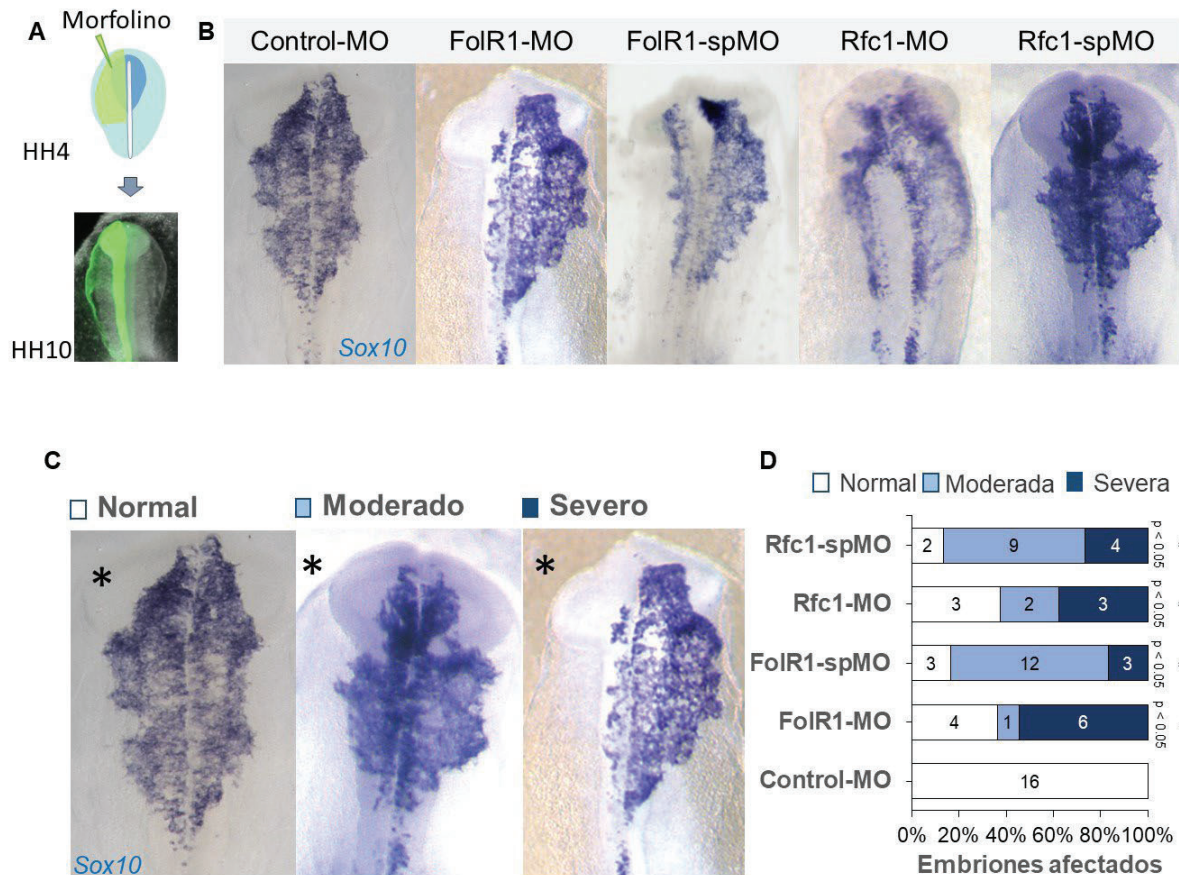 A
Morfolino
HH4
HH10
B
Control-MO FolR1-MO FolR1-spMO Rfc1-MO Rfc1-spMO
Sox10
C
Normal Moderado Severo
* * *
Sox10
D
Normal Moderada Severa
Rfc1-spMO 2 9 4 p < 0.05
Rfc1-MO 3 2 3 p < 0.05
FolR1-spMO 3 12 3 p < 0.05
FolR1-MO 4 1 6 p < 0.05
Control-MO 16
0% 20% 40% 60% 80% 100%
Embriones afectados